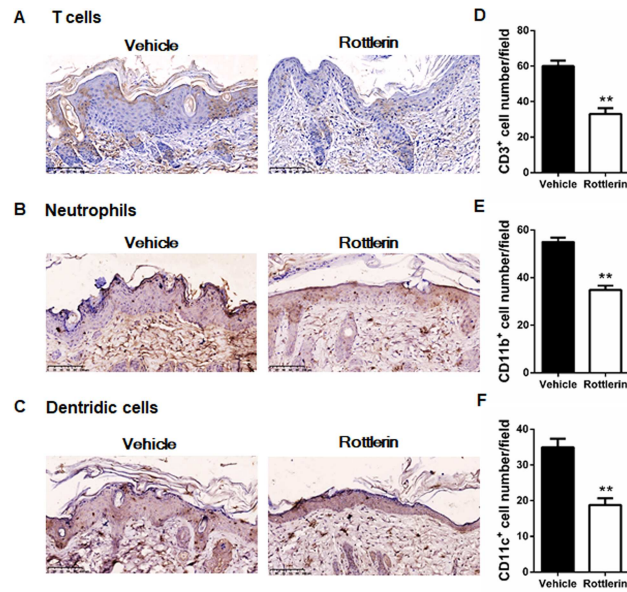 A T cells
Vehicle Rottlerin
B Neutrophils
Vehicle Rottlerin
C Dentridic cells
Vehicle Rottlerin
D
CD3+ cell number/field
80
60
40
20
0
Vehicle Rottlerin
**
E
CD11b+ cell number/field
60
40
20
0
Vehicle Rottlerin
**
F
CD11c+ cell number/field
40
30
20
10
0
Vehicle Rottlerin
**